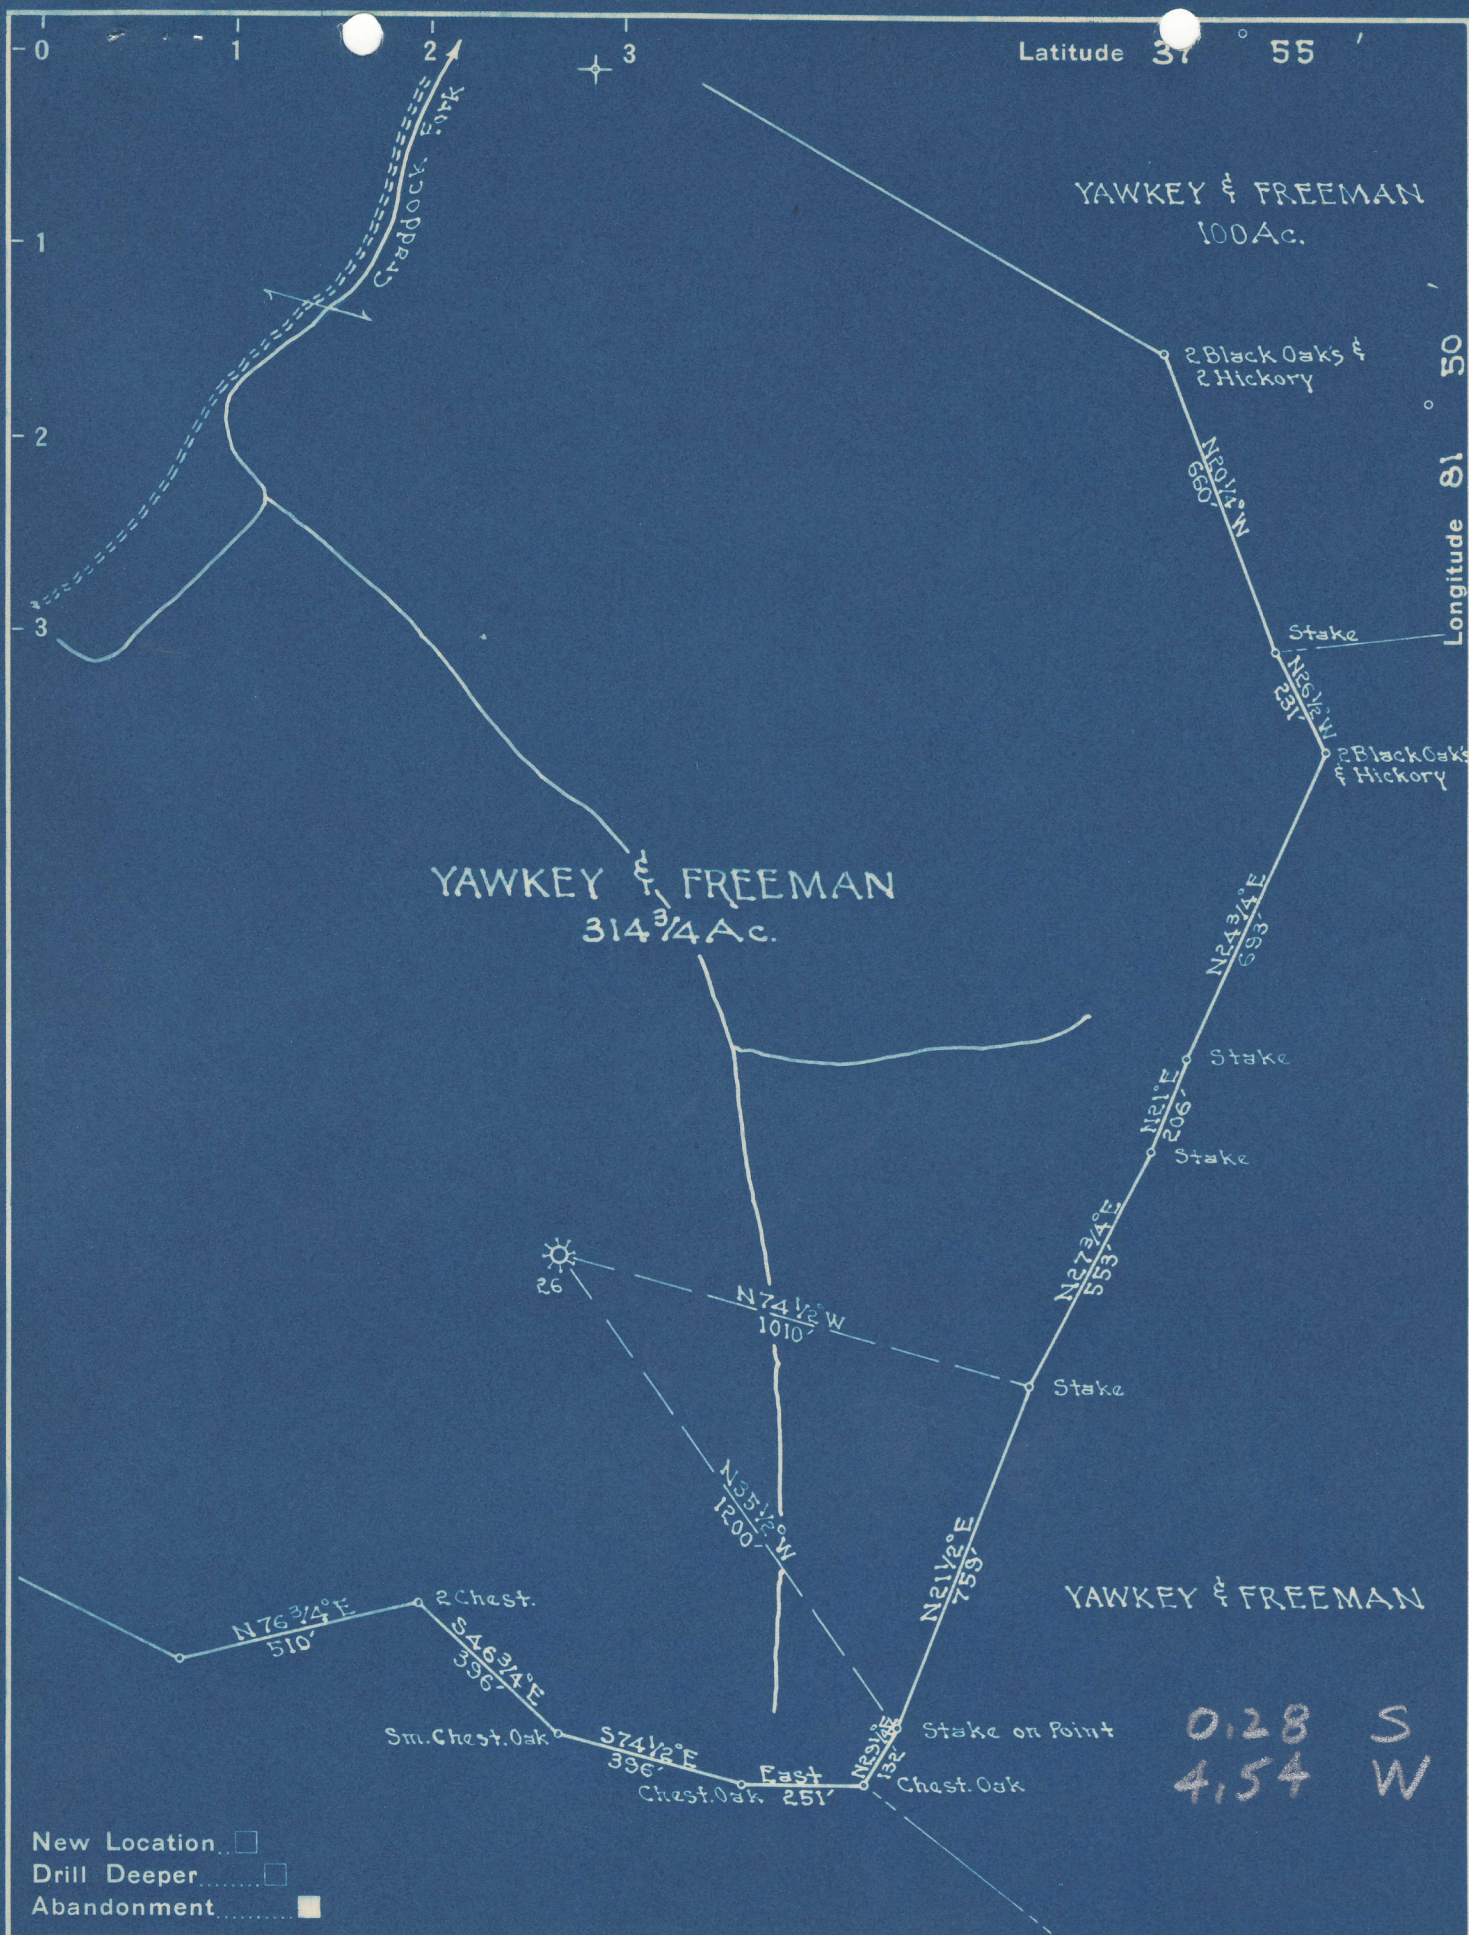 0 1 2 3
Latitude 37° 55'
1
2
3
Longitude 81° 50'
Craddock Fork
YAWKEY & FREEMAN
100 Ac.
2 Black Oaks &
2 Hickory
N20 1/4° W
660'
Stake
N26 1/2° W
231'
2 Black Oaks
& Hickory
YAWKEY & FREEMAN
314 3/4 Ac.
N24 3/4° E
693'
Stake
N21° E
206'
Stake
N27 3/4° E
553'
26
N74 1/2° W
1010'
Stake
N35 1/2° W
1200'
N21 1/2° E
759'
YAWKEY & FREEMAN
N76 3/4° E
510'
2 Chest.
S46 3/4° E
396'
Sm. Chest. Oak
S74 1/2° E
396'
Chest. Oak
East
251'
132'
Stake on Point
Chest. Oak
0.28 S
4.54 W
New Location
Drill Deeper
Abandonment